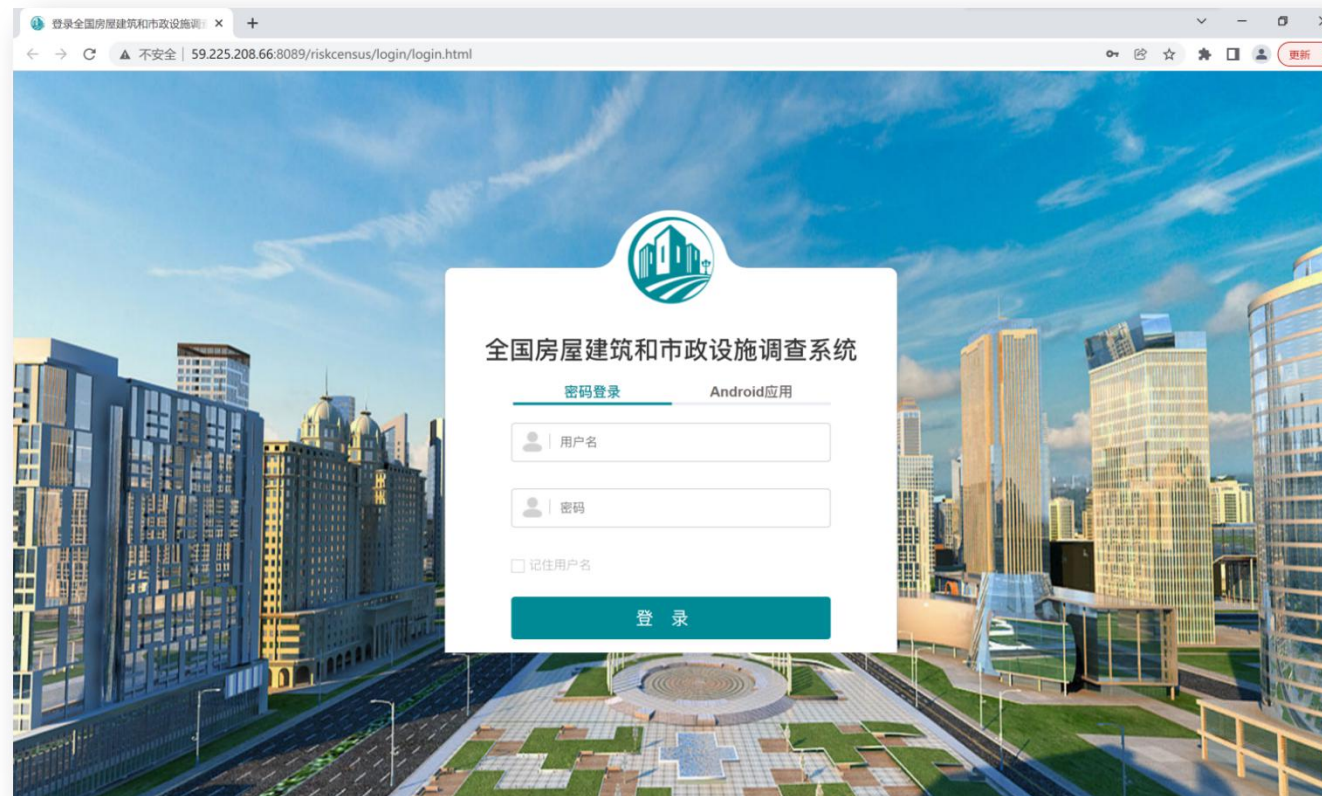 登录全国房屋建筑和市政设施调
不安全 59.225.208.66:8089/riskcensus/login/login.html
更新
全国房屋建筑和市政设施调查系统
密码登录 Android应用
用户名
密码
记住用户名
登 录